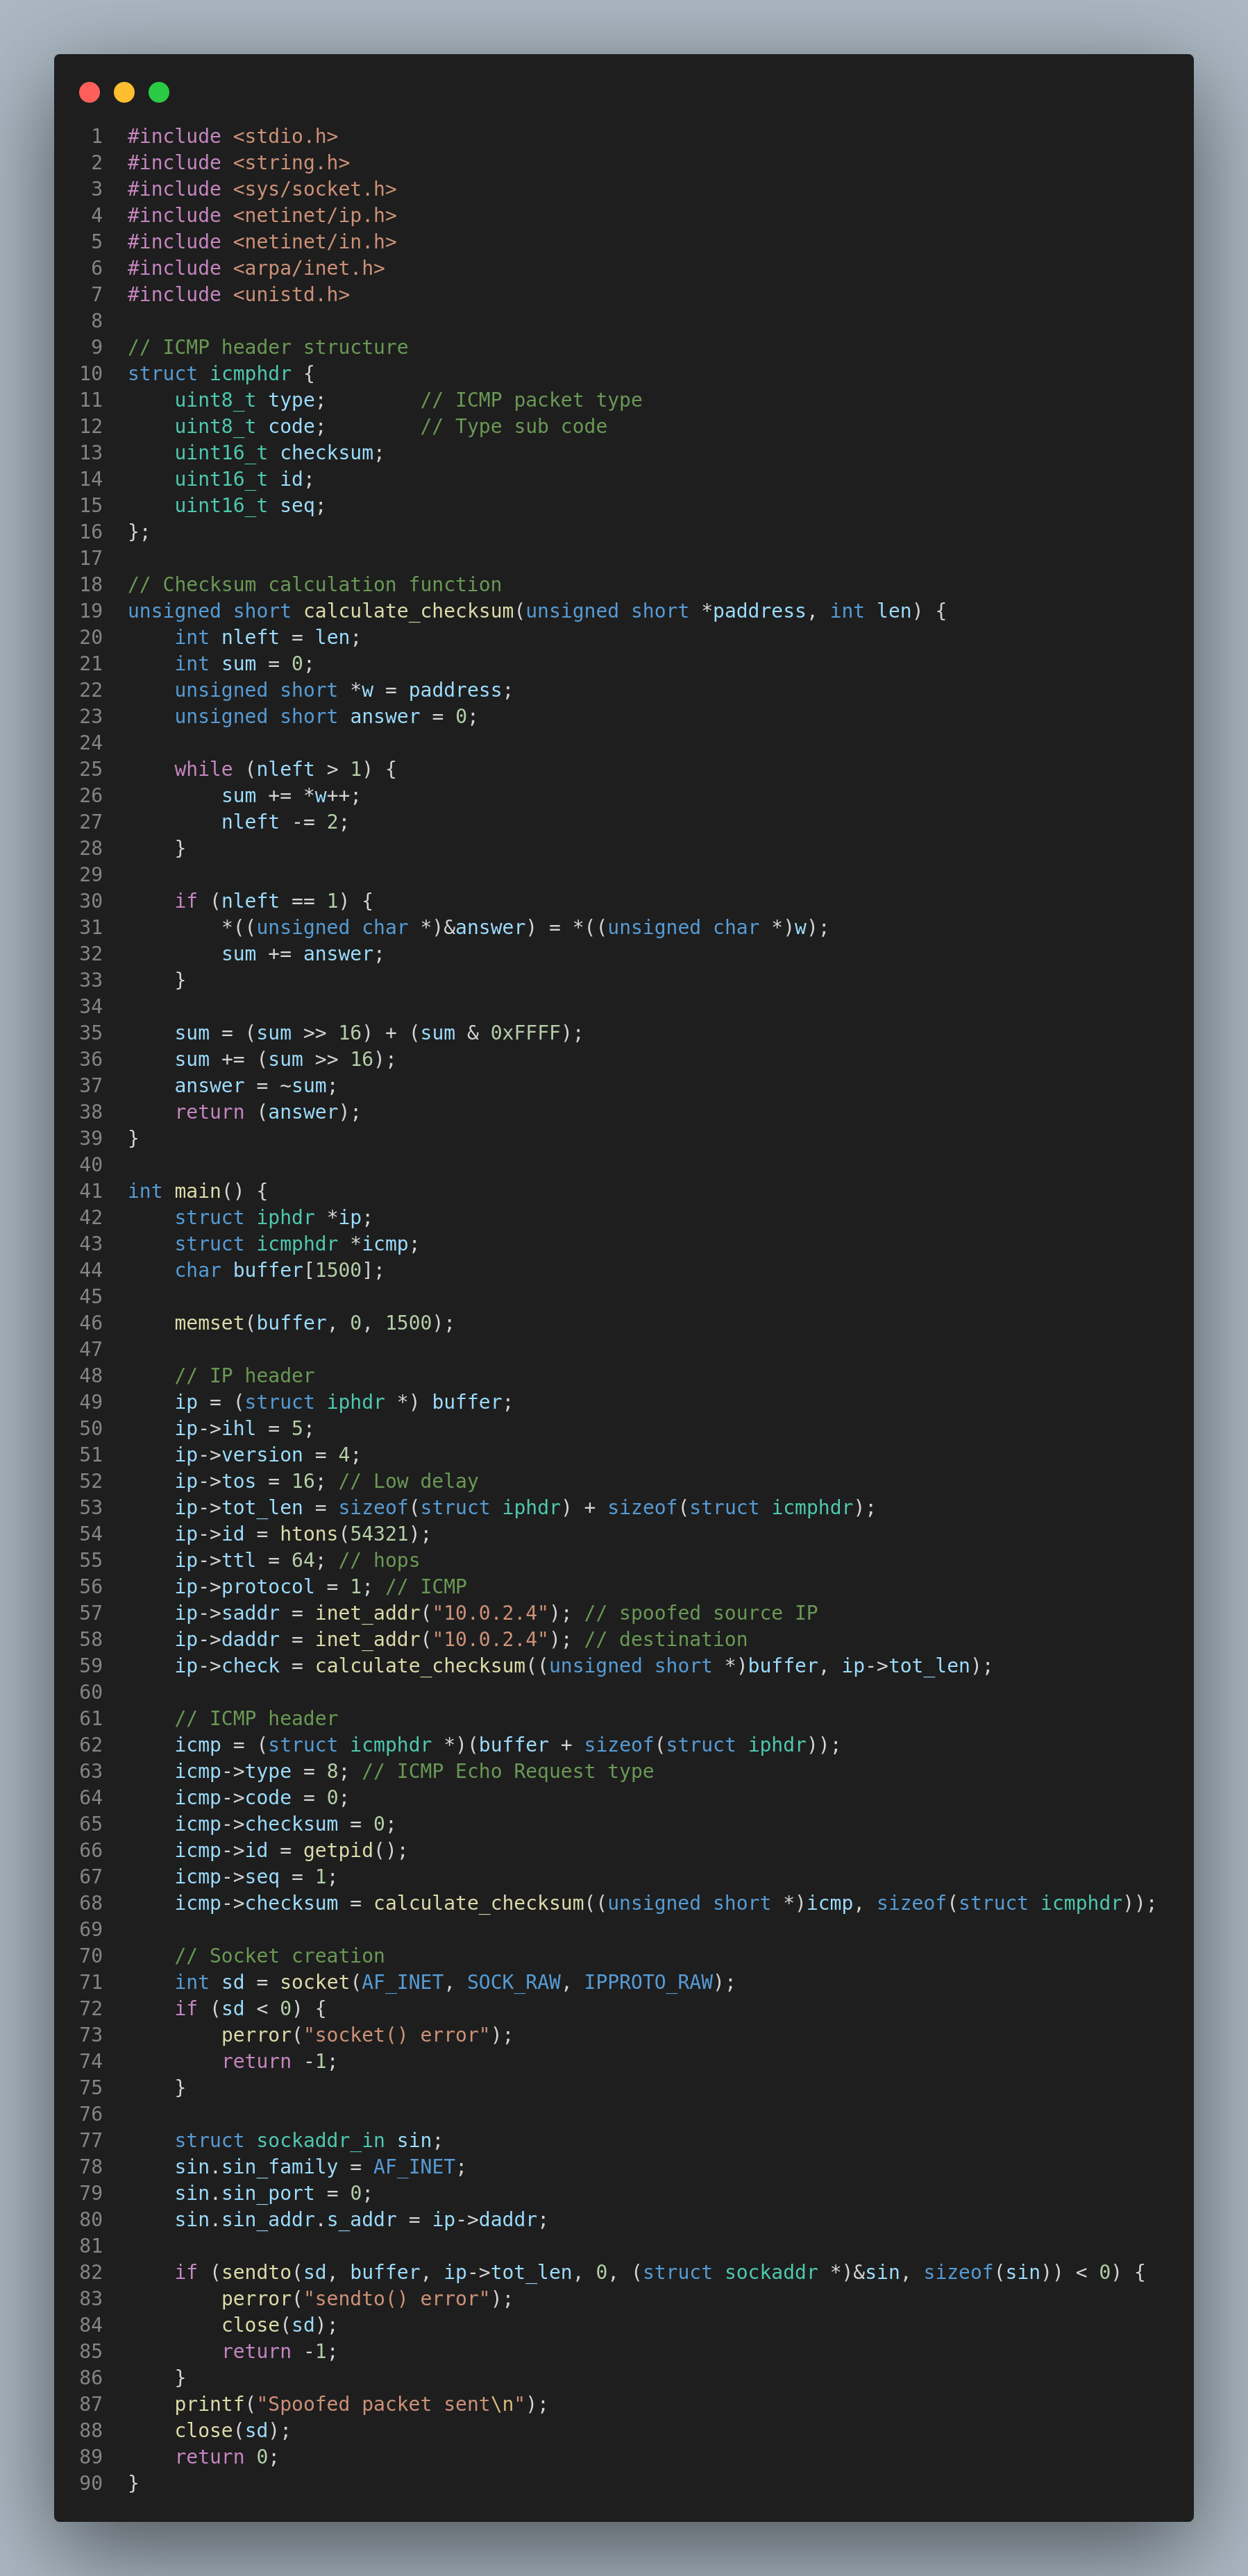 1 #include <stdio.h>
2 #include <string.h>
3 #include <sys/socket.h>
4 #include <netinet/ip.h>
5 #include <netinet/in.h>
6 #include <arpa/inet.h>
7 #include <unistd.h>
8
9 // ICMP header structure
10 struct icmphdr {
11     uint8_t type;        // ICMP packet type
12     uint8_t code;        // Type sub code
13     uint16_t checksum;
14     uint16_t id;
15     uint16_t seq;
16 };
17
18 // Checksum calculation function
19 unsigned short calculate_checksum(unsigned short *paddress, int len) {
20     int nleft = len;
21     int sum = 0;
22     unsigned short *w = paddress;
23     unsigned short answer = 0;
24
25     while (nleft > 1) {
26         sum += *w++;
27         nleft -= 2;
28     }
29
30     if (nleft == 1) {
31         *((unsigned char *)&answer) = *((unsigned char *)w);
32         sum += answer;
33     }
34
35     sum = (sum >> 16) + (sum & 0xFFFF);
36     sum += (sum >> 16);
37     answer = ~sum;
38     return (answer);
39 }
40
41 int main() {
42     struct iphdr *ip;
43     struct icmphdr *icmp;
44     char buffer[1500];
45
46     memset(buffer, 0, 1500);
47
48     // IP header
49     ip = (struct iphdr *) buffer;
50     ip->ihl = 5;
51     ip->version = 4;
52     ip->tos = 16; // Low delay
53     ip->tot_len = sizeof(struct iphdr) + sizeof(struct icmphdr);
54     ip->id = htons(54321);
55     ip->ttl = 64; // hops
56     ip->protocol = 1; // ICMP
57     ip->saddr = inet_addr("10.0.2.4"); // spoofed source IP
58     ip->daddr = inet_addr("10.0.2.4"); // destination
59     ip->check = calculate_checksum((unsigned short *)buffer, ip->tot_len);
60
61     // ICMP header
62     icmp = (struct icmphdr *)(buffer + sizeof(struct iphdr));
63     icmp->type = 8; // ICMP Echo Request type
64     icmp->code = 0;
65     icmp->checksum = 0;
66     icmp->id = getpid();
67     icmp->seq = 1;
68     icmp->checksum = calculate_checksum((unsigned short *)icmp, sizeof(struct icmphdr));
69
70     // Socket creation
71     int sd = socket(AF_INET, SOCK_RAW, IPPROTO_RAW);
72     if (sd < 0) {
73         perror("socket() error");
74         return -1;
75     }
76
77     struct sockaddr_in sin;
78     sin.sin_family = AF_INET;
79     sin.sin_port = 0;
80     sin.sin_addr.s_addr = ip->daddr;
81
82     if (sendto(sd, buffer, ip->tot_len, 0, (struct sockaddr *)&sin, sizeof(sin)) < 0) {
83         perror("sendto() error");
84         close(sd);
85         return -1;
86     }
87     printf("Spoofed packet sent\n");
88     close(sd);
89     return 0;
90 }